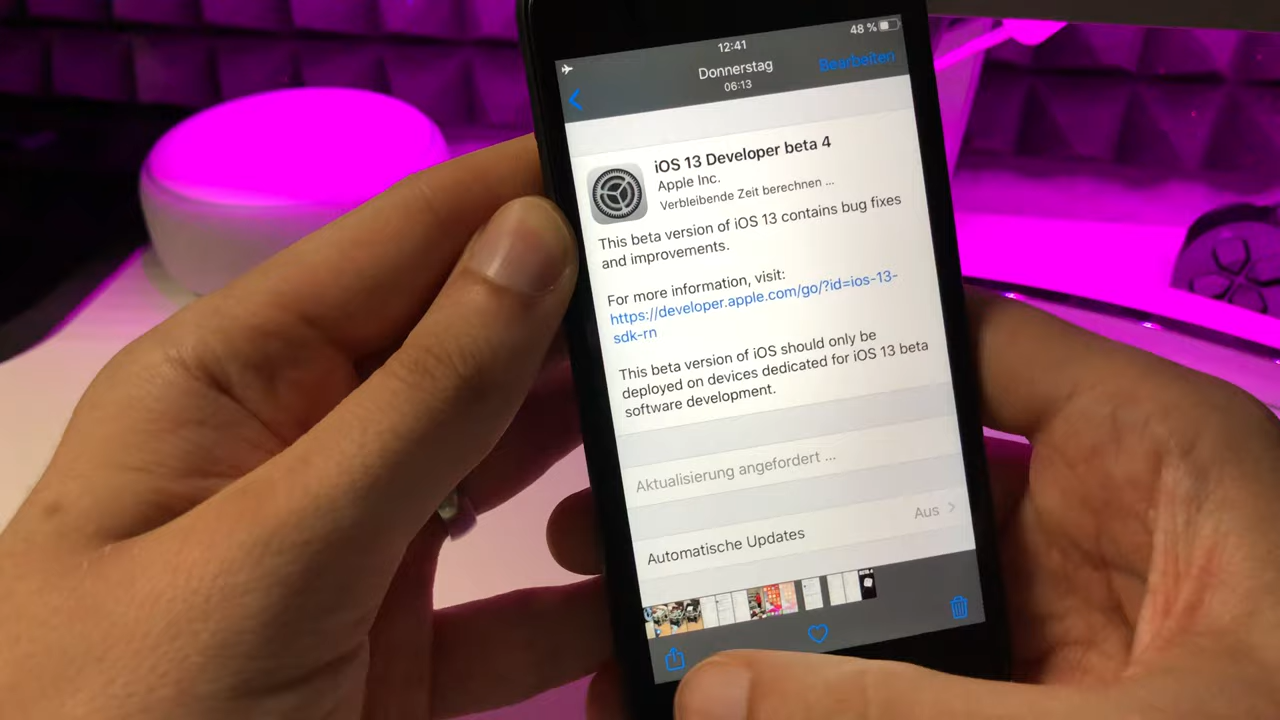 12:41
48 %
Donnerstag
06:13
Bearbeiten
iOS 13 Developer beta 4
Apple Inc.
Verbleibende Zeit berechnen ...
This beta version of iOS 13 contains bug fixes
and improvements.
For more information, visit:
https://developer.apple.com/go/?id=ios-13-
sdk-rn
This beta version of iOS should only be
deployed on devices dedicated for iOS 13 beta
software development.
Aktualisierung angefordert ...
Automatische Updates
Aus
BETA 4